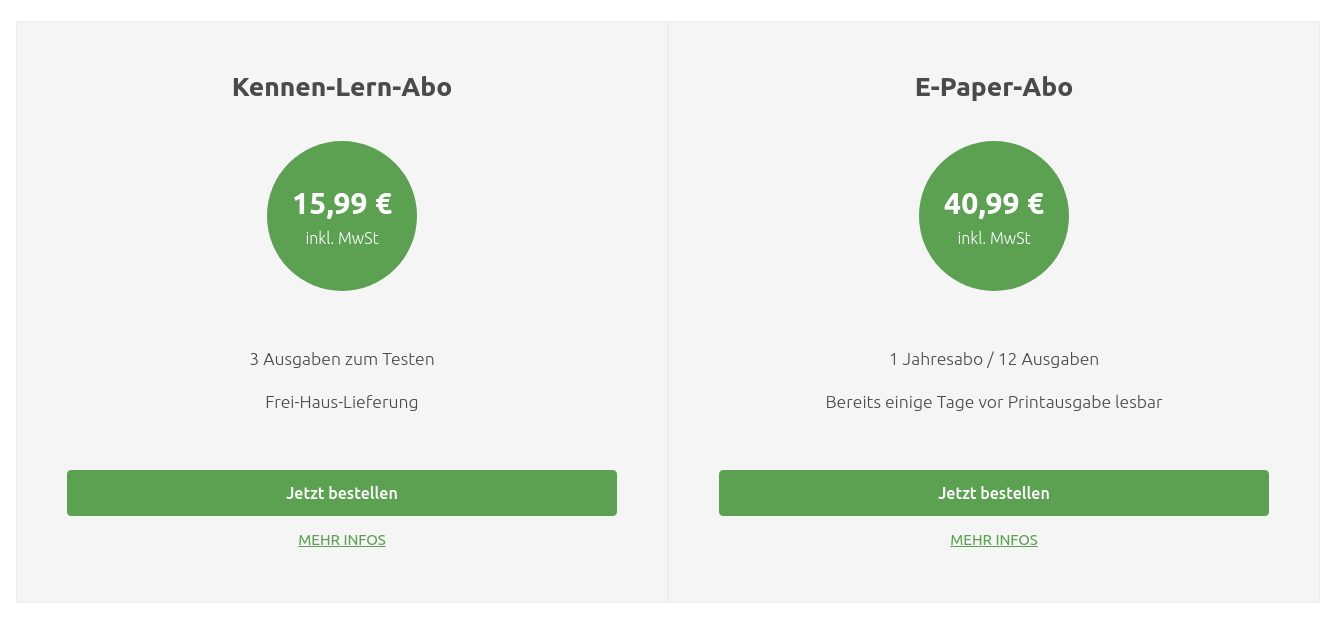 Kennen-Lern-Abo
15,99 €
inkl. MwSt
3 Ausgaben zum Testen
Frei-Haus-Lieferung
Jetzt bestellen
MEHR INFOS
E-Paper-Abo
40,99 €
inkl. MwSt
1 Jahresabo / 12 Ausgaben
Bereits einige Tage vor Printausgabe lesbar
Jetzt bestellen
MEHR INFOS